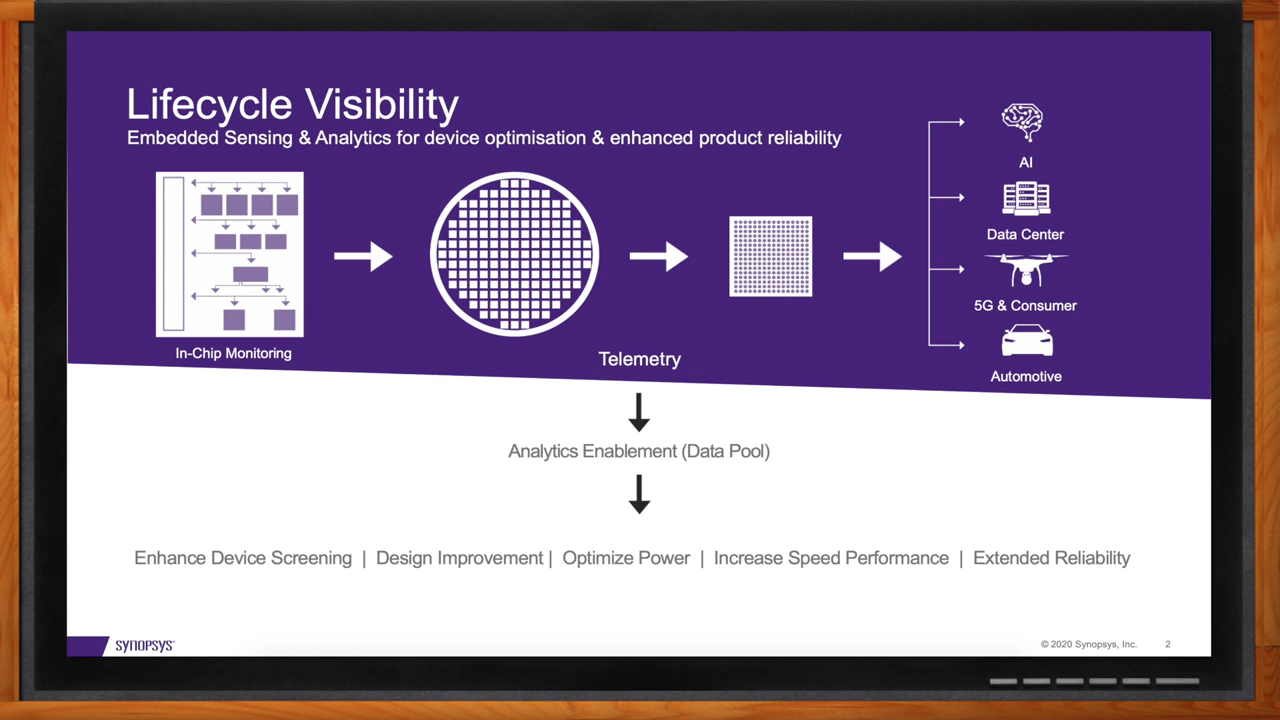 Lifecycle Visibility
Embedded Sensing & Analytics for device optimisation & enhanced product reliability
AI
Data Center
5G & Consumer
Automotive
In-Chip Monitoring
Telemetry
Analytics Enablement (Data Pool)
Enhance Device Screening | Design Improvement | Optimize Power | Increase Speed Performance | Extended Reliability
SYNOPSYS
© 2020 Synopsys, Inc. 2